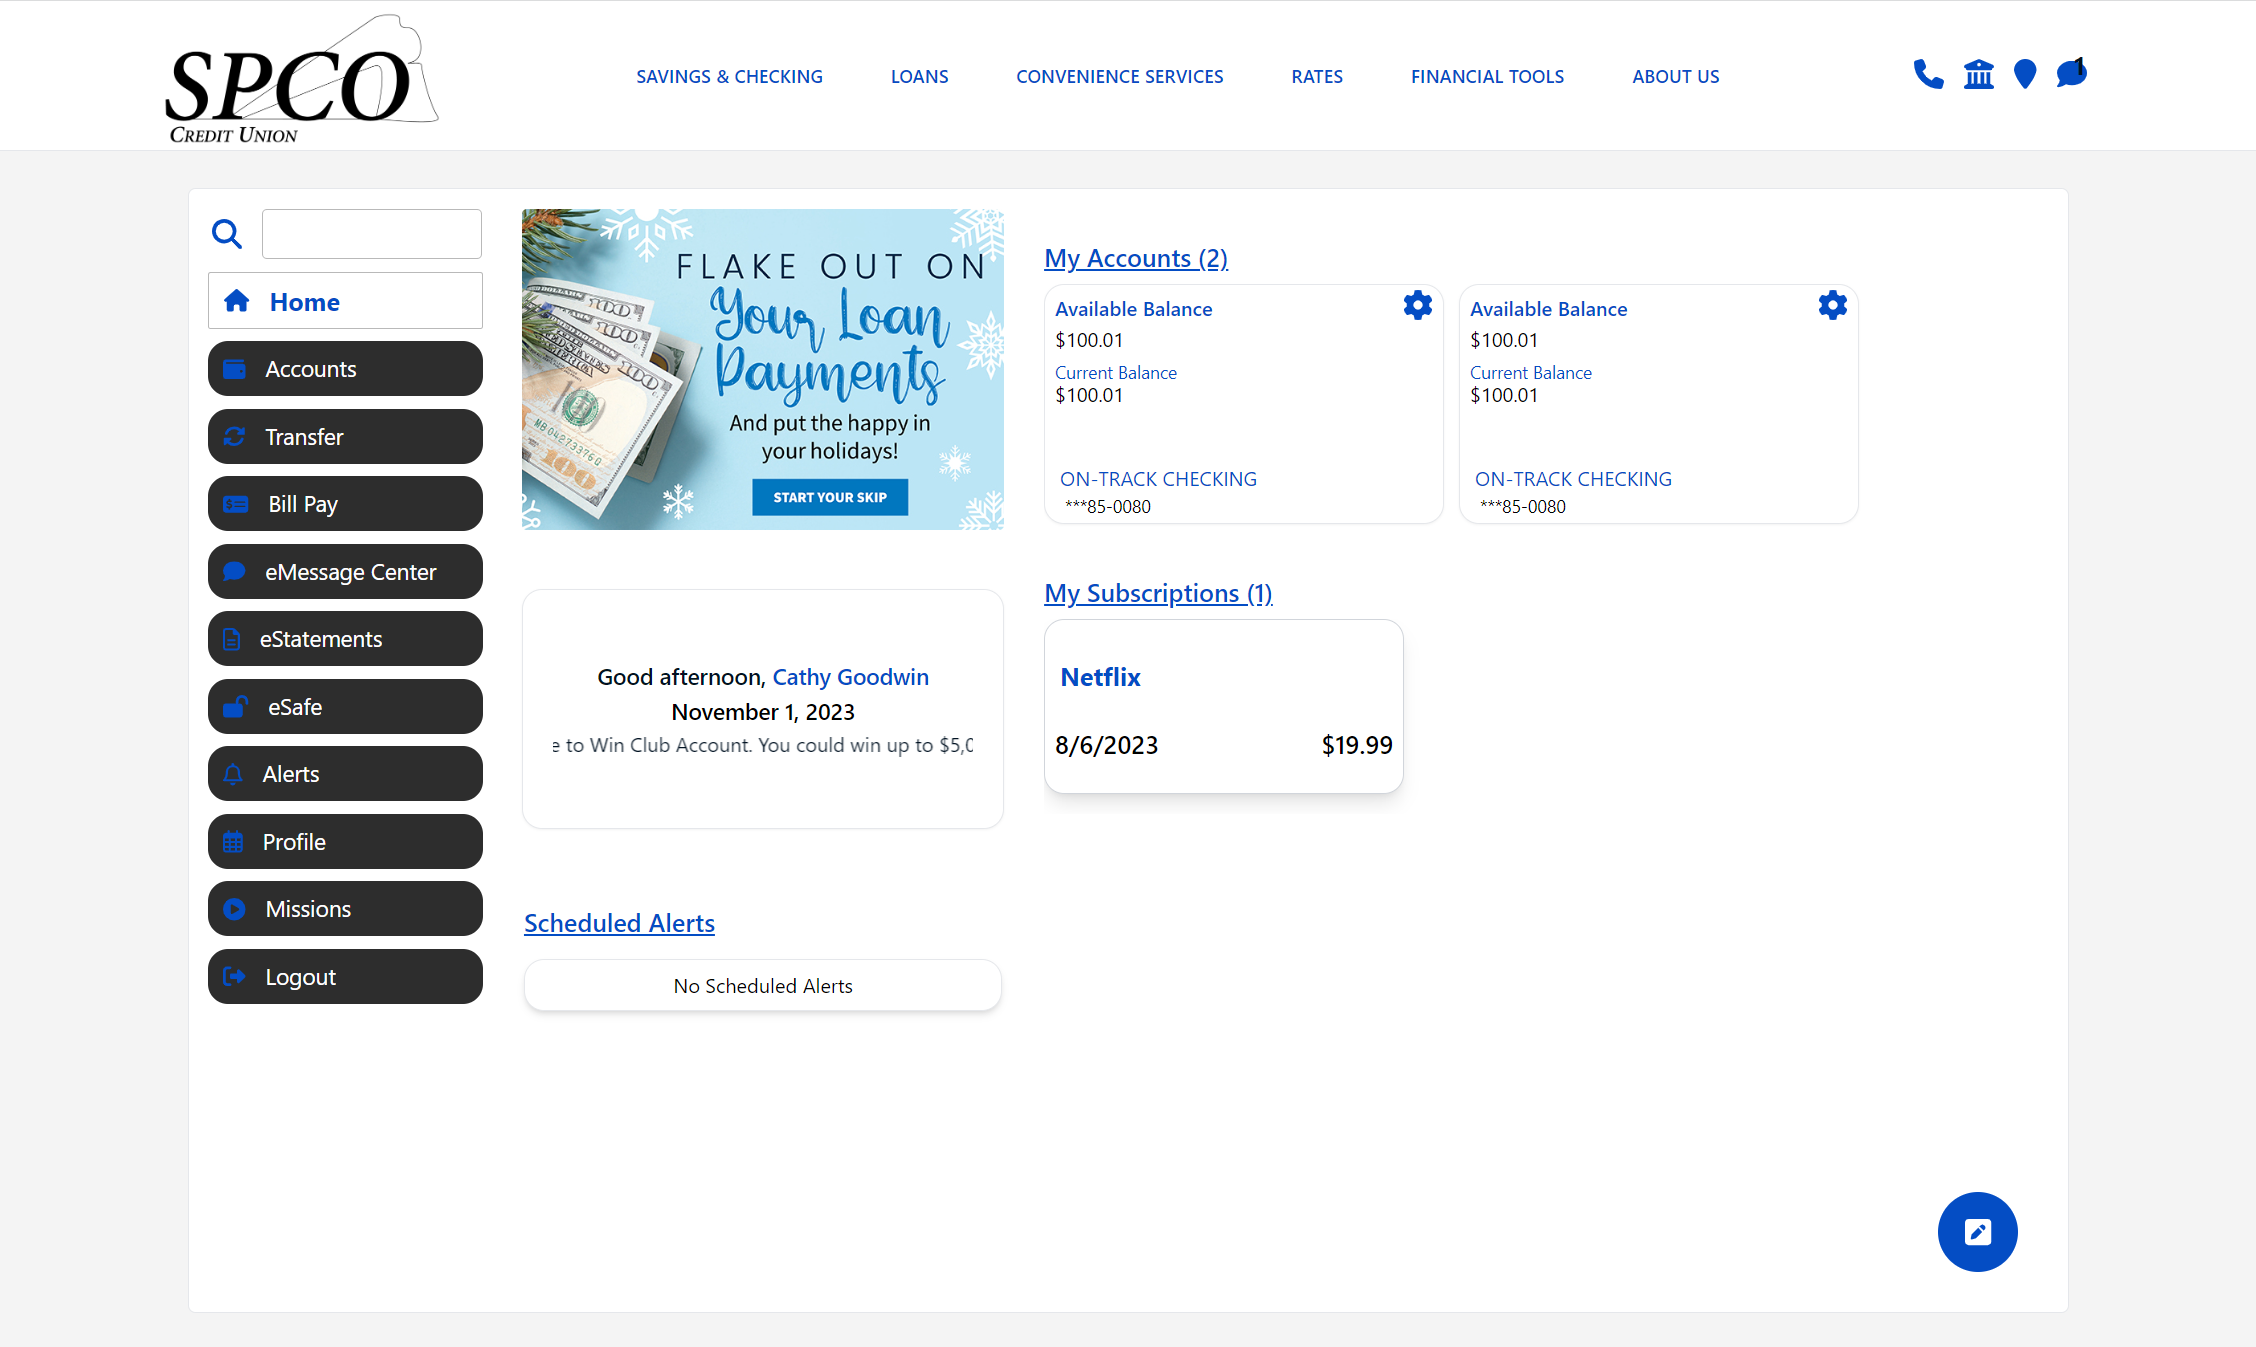 SPCO
CREDIT UNION
SAVINGS & CHECKING
LOANS
CONVENIENCE SERVICES
RATES
FINANCIAL TOOLS
ABOUT US
1
Home
Accounts
Transfer
Bill Pay
eMessage Center
eStatements
eSafe
Alerts
Profile
Missions
Logout
FLAKE OUT ON
Your Loan
Payments
And put the happy in
your holidays!
START YOUR SKIP
Good afternoon, Cathy Goodwin
November 1, 2023
e to Win Club Account. You could win up to $5,0
Scheduled Alerts
No Scheduled Alerts
My Accounts (2)
Available Balance
$100.01
Current Balance
$100.01
ON-TRACK CHECKING
***85-0080
Available Balance
$100.01
Current Balance
$100.01
ON-TRACK CHECKING
***85-0080
My Subscriptions (1)
Netflix
8/6/2023 $19.99